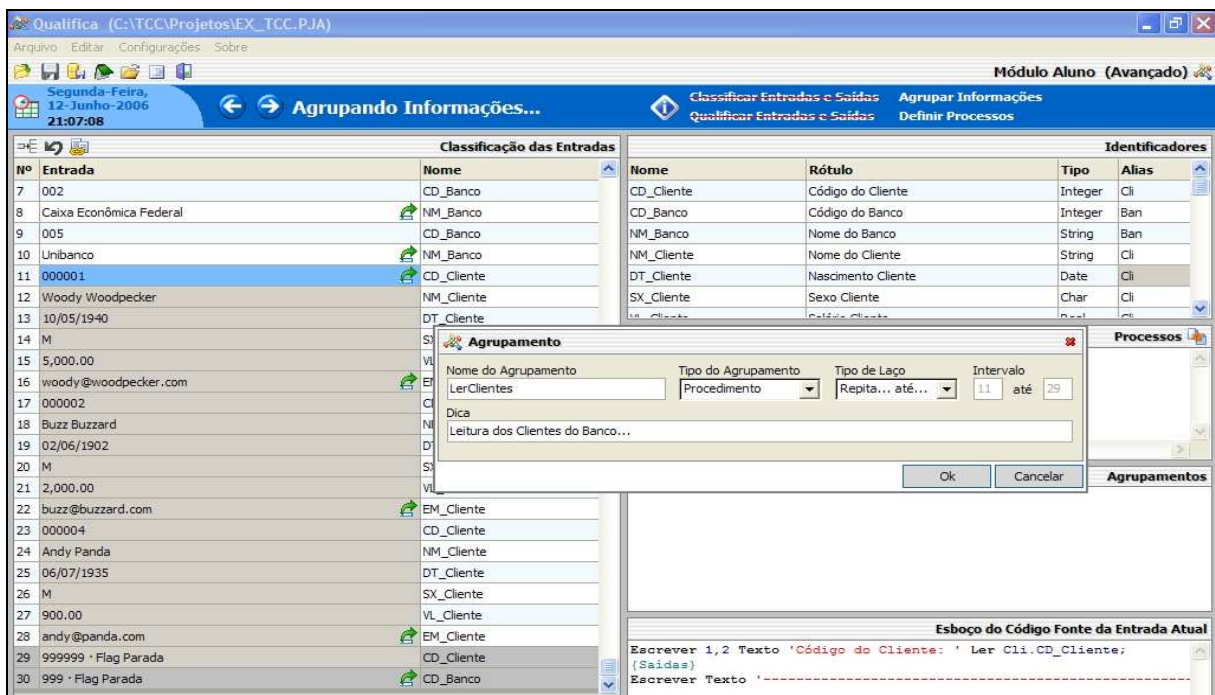 Qualifica (C:\TCC\Projetos\EX_TCC.PJA)
Arquivo Editar Configurações Sobre
Módulo Aluno (Avançado)
Segunda-Feira,
12-Junho-2006
21:07:08
Agrupando Informações...
Classificar Entradas e Saídas Agrupar Informações
Qualificar Entradas e Saídas Definir Processos
Classificação das Entradas
Nº Entrada Nome
7 002 CD_Banco
8 Caixa Econômica Federal NM_Banco
9 005 CD_Banco
10 Unibanco NM_Banco
11 000001 CD_Cliente
12 Woody Woodpecker NM_Cliente
13 10/05/1940 DT_Cliente
14 M
15 5,000.00
16 woody@woodpecker.com
17 000002
18 Buzz Buzzard
19 02/06/1902
20 M
21 2,000.00
22 buzz@buzzard.com EM_Cliente
23 000004 CD_Cliente
24 Andy Panda NM_Cliente
25 06/07/1935 DT_Cliente
26 M SX_Cliente
27 900.00 VL_Cliente
28 andy@panda.com EM_Cliente
29 999999 · Flag Parada CD_Cliente
30 999 · Flag Parada CD_Banco
Identificadores
Nome Rótulo Tipo Alias
CD_Cliente Código do Cliente Integer Cli
CD_Banco Código do Banco Integer Ban
NM_Banco Nome do Banco String Ban
NM_Cliente Nome do Cliente String Cli
DT_Cliente Nascimento Cliente Date Cli
SX_Cliente Sexo Cliente Char Cli
Processos
Agrupamento
Nome do Agrupamento Tipo do Agrupamento Tipo de Laço Intervalo
LerClientes Procedimento Repita... até... 11 até 29
Dica
Leitura dos Clientes do Banco...
Ok Cancelar
Agrupamentos
Esboço do Código Fonte da Entrada Atual
Escrever 1,2 Texto 'Código do Cliente: ' Ler Cli.CD_Cliente;
{Saídas}
Escrever Texto '------------------------------------------------------